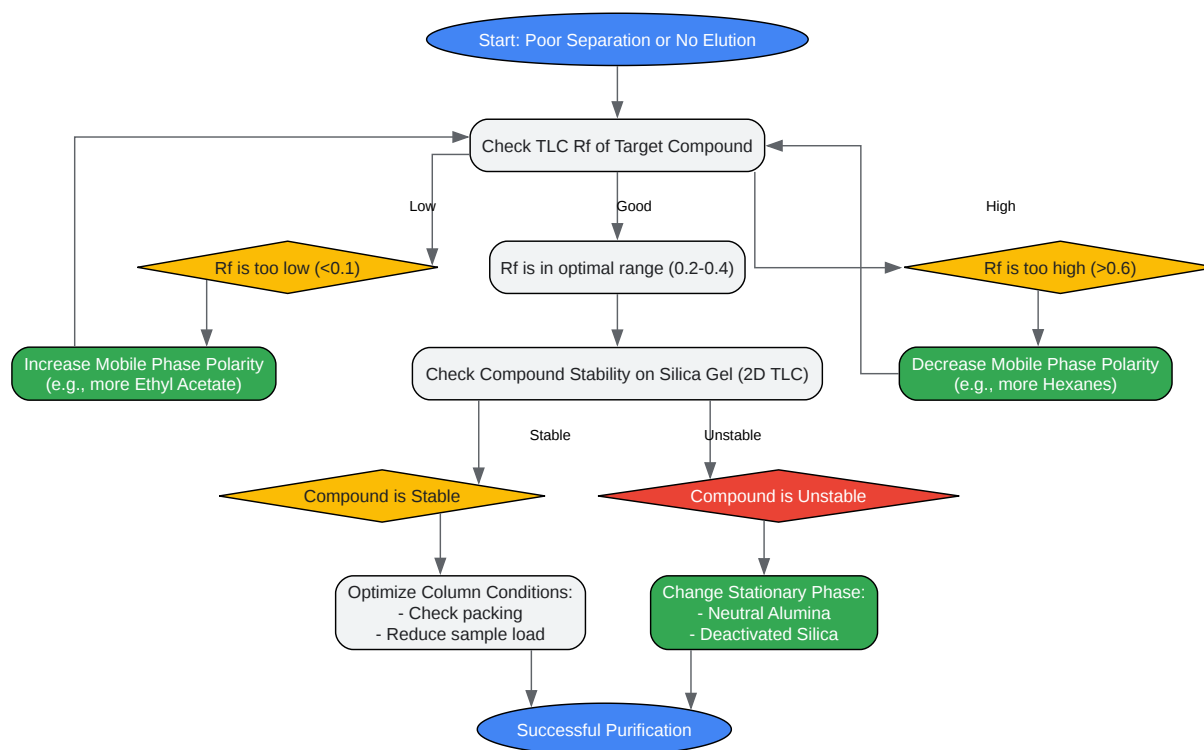 Start: Poor Separation or No Elution
Check TLC Rf of Target Compound
Low
Good
High
Rf is too low (<0.1)
Rf is in optimal range (0.2-0.4)
Rf is too high (>0.6)
Increase Mobile Phase Polarity
(e.g., more Ethyl Acetate)
Check Compound Stability on Silica Gel (2D TLC)
Decrease Mobile Phase Polarity
(e.g., more Hexanes)
Stable
Unstable
Compound is Stable
Compound is Unstable
Optimize Column Conditions:
- Check packing
- Reduce sample load
Change Stationary Phase:
- Neutral Alumina
- Deactivated Silica
Successful Purification